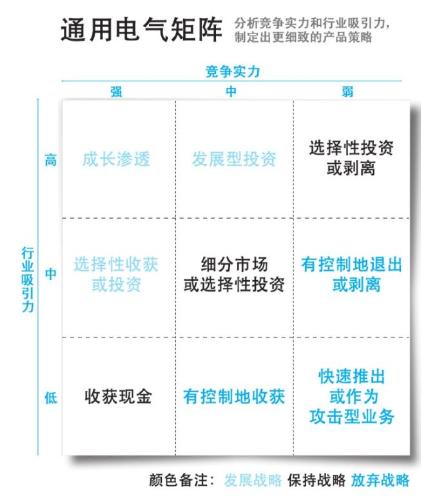 通用电气矩阵
分析竞争实力和行业吸引力,
制定出更细致的产品策略
竞争实力
强 中 弱
行业吸引力
高
成长渗透
发展型投资
选择性投资
或剥离
中
选择性收获
或投资
细分市场
或选择性投资
有控制地退出
或剥离
低
收获现金
有控制地收获
快速推出
或作为
攻击型业务
颜色备注: 发展战略 保持战略 放弃战略